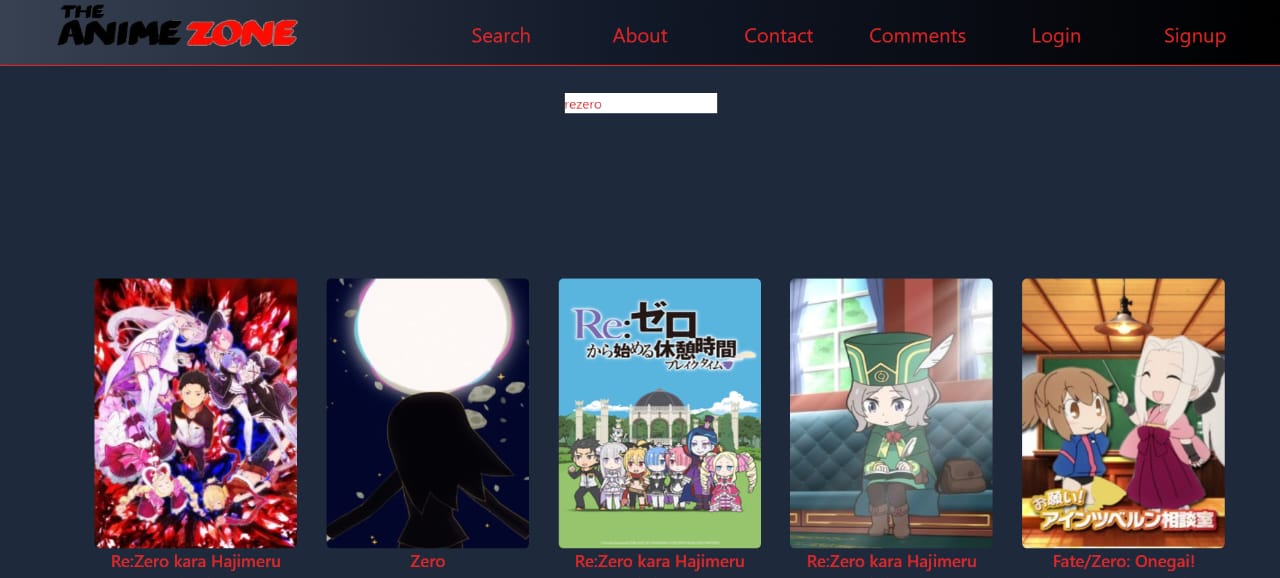 THE
ANIME ZONE
Search About Contact Comments Login Signup
rezero
Re:ゼロ
から始める休憩時間
ブレイクタイム
お願い!
アインツベルン相談室
Re:Zero kara Hajimeru Zero Re:Zero kara Hajimeru Re:Zero kara Hajimeru Fate/Zero: Onegai!